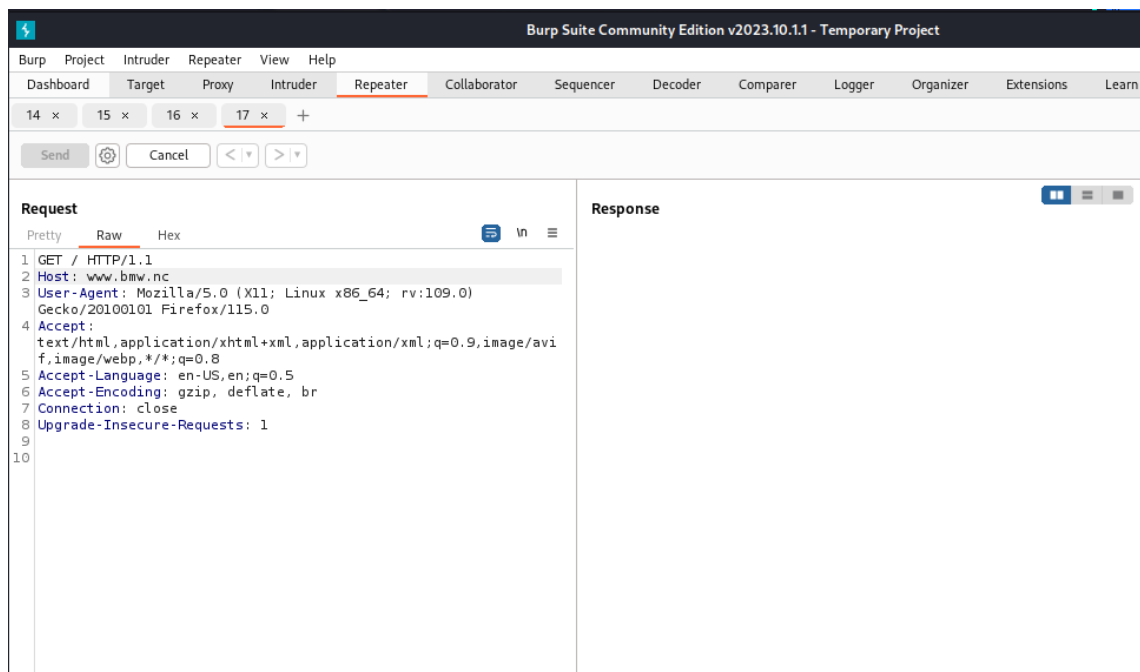 Burp Suite Community Edition v2023.10.1.1 - Temporary Project
Burp Project Intruder Repeater View Help
Dashboard Target Proxy Intruder Repeater Collaborator Sequencer Decoder Comparer Logger Organizer Extensions Learn
14 × 15 × 16 × 17 × +
Send Cancel < ▾ > ▾
Request
Pretty Raw Hex \n ≡
1 GET / HTTP/1.1
2 Host: www.bmw.nc
3 User-Agent: Mozilla/5.0 (X11; Linux x86_64; rv:109.0)
Gecko/20100101 Firefox/115.0
4 Accept:
text/html,application/xhtml+xml,application/xml;q=0.9,image/avi
f,image/webp,*/*;q=0.8
5 Accept-Language: en-US,en;q=0.5
6 Accept-Encoding: gzip, deflate, br
7 Connection: close
8 Upgrade-Insecure-Requests: 1
9
10
Response